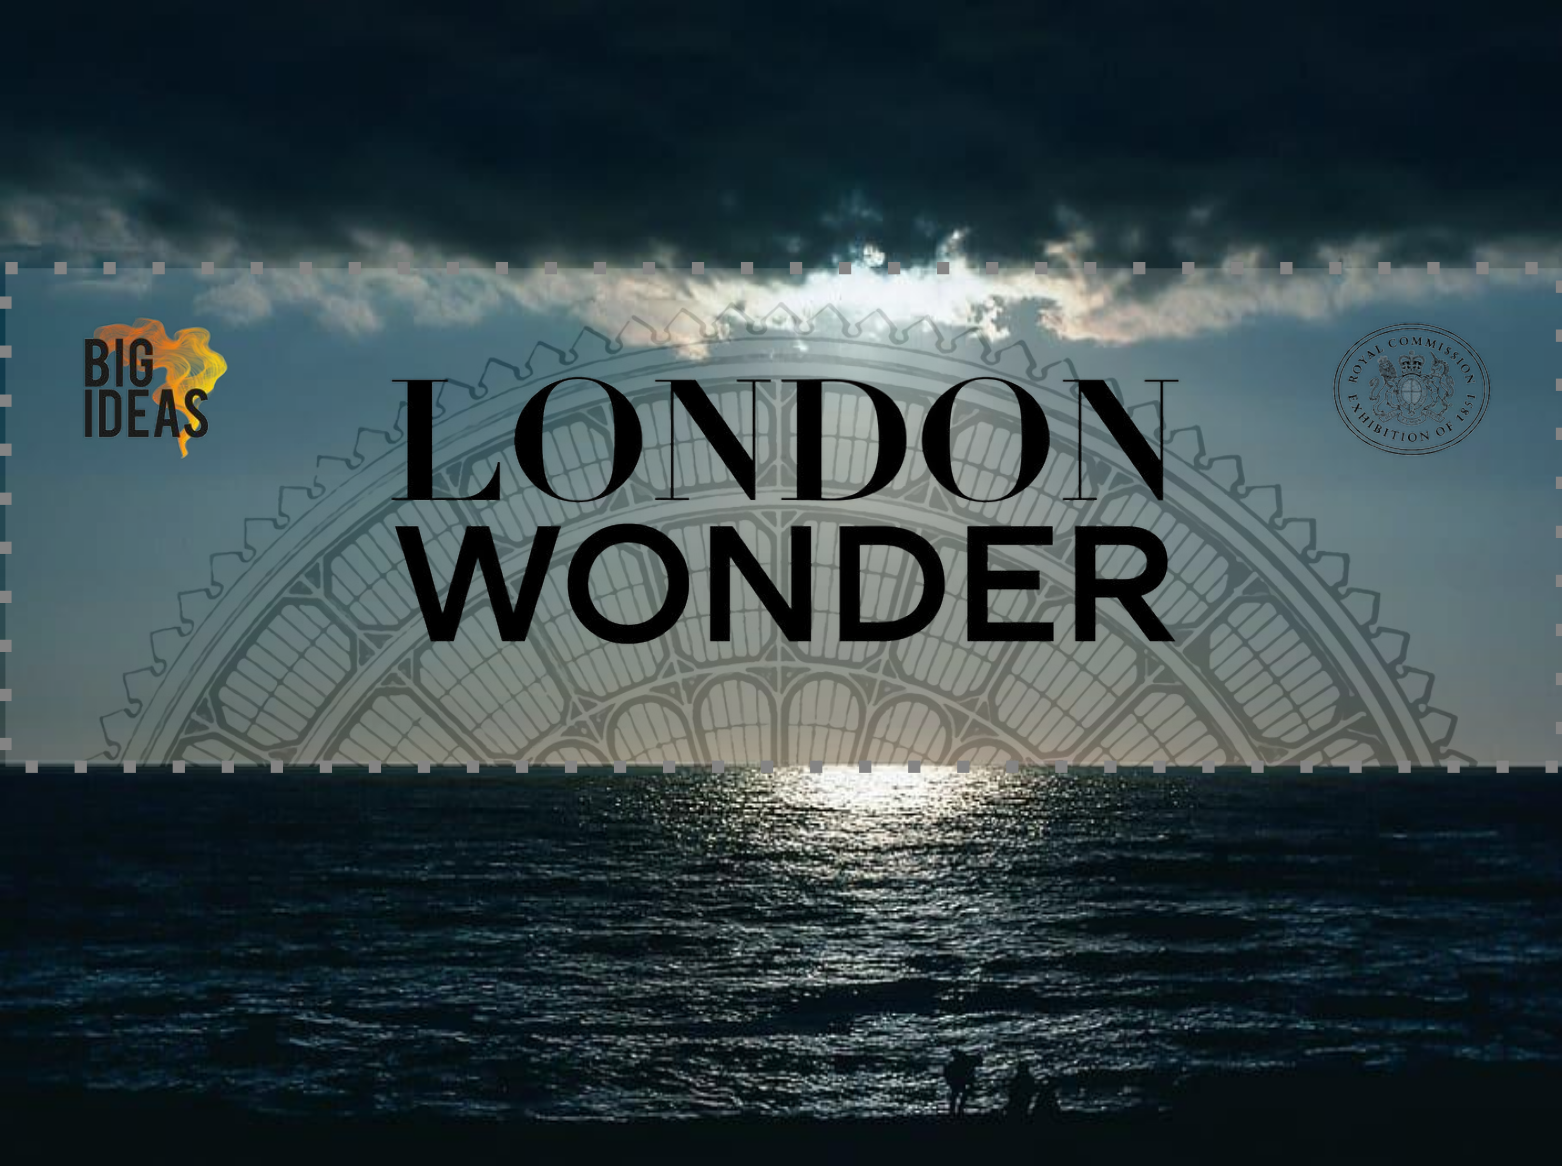 BIG
IDEAS
LONDON
WONDER
ROYAL COMMISSION
EXHIBITION OF 1851